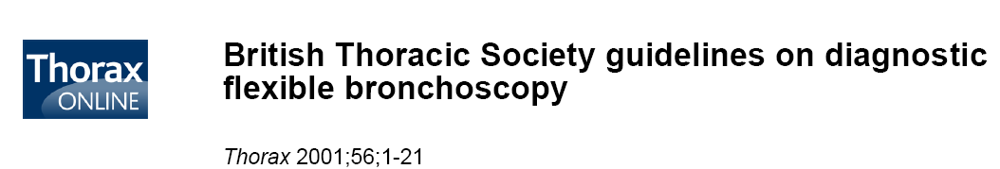 Thorax
ONLINE
British Thoracic Society guidelines on diagnostic
flexible bronchoscopy
Thorax 2001;56;1-21